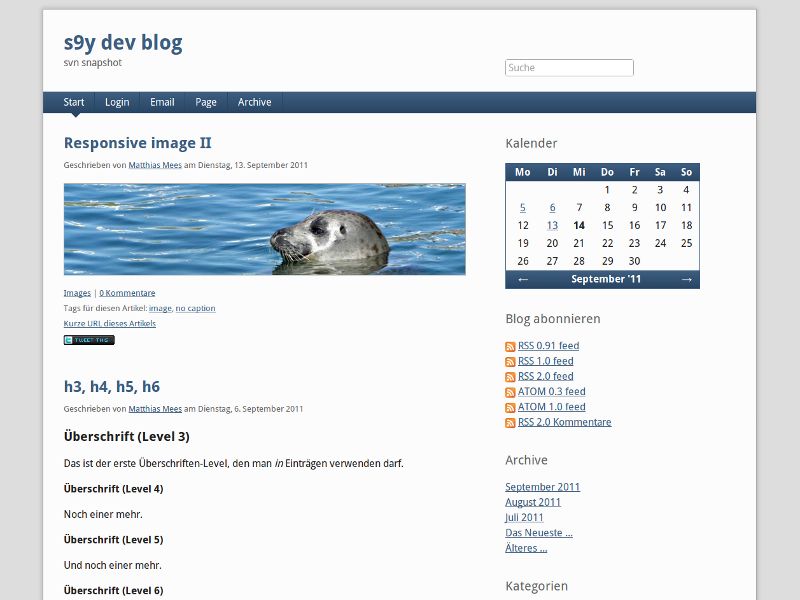 s9y dev blog
svn snapshot
Suche
Start Login Email Page Archive
Responsive image II
Geschrieben von Matthias Mees am Dienstag, 13. September 2011
Images | 0 Kommentare
Tags für diesen Artikel: image, no caption
Kurze URL dieses Artikels
TWEET THIS
h3, h4, h5, h6
Geschrieben von Matthias Mees am Dienstag, 6. September 2011
Überschrift (Level 3)
Das ist der erste Überschriften-Level, den man in Einträgen verwenden darf.
Überschrift (Level 4)
Noch einer mehr.
Überschrift (Level 5)
Und noch einer mehr.
Überschrift (Level 6)
Kalender
Mo Di Mi Do Fr Sa So
1 2 3 4
5 6 7 8 9 10 11
12 13 14 15 16 17 18
19 20 21 22 23 24 25
26 27 28 29 30
← September '11 →
Blog abonnieren
RSS 0.91 feed
RSS 1.0 feed
RSS 2.0 feed
ATOM 0.3 feed
ATOM 1.0 feed
RSS 2.0 Kommentare
Archive
September 2011
August 2011
Juli 2011
Das Neueste ...
Älteres ...
Kategorien